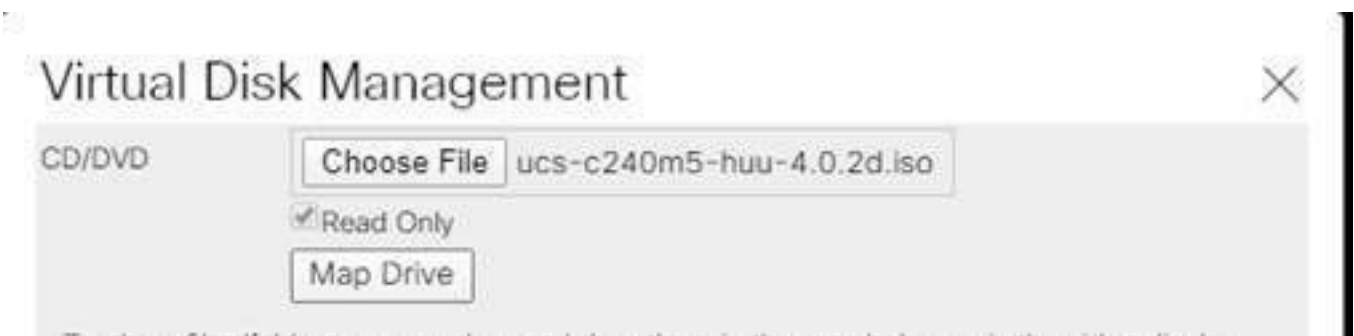 Virtual Disk Management
CD/DVD
Choose File ucs-c240m5-huu-4.0.2d.iso
Read Only
Map Drive